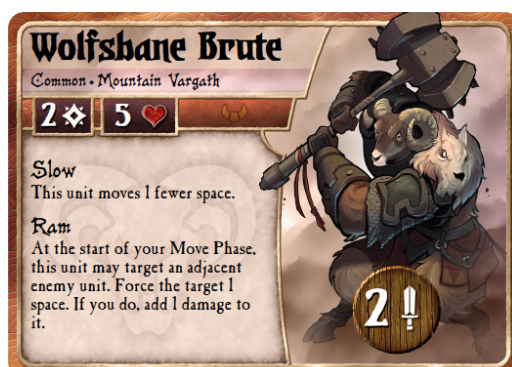 Wolfsbane Brute
Common • Mountain Vargath
2 5
Slow
This unit moves 1 fewer space.
Ram
At the start of your Move Phase,
this unit may target an adjacent
enemy unit. Force the target 1
space. If you do, add 1 damage to
it.
2